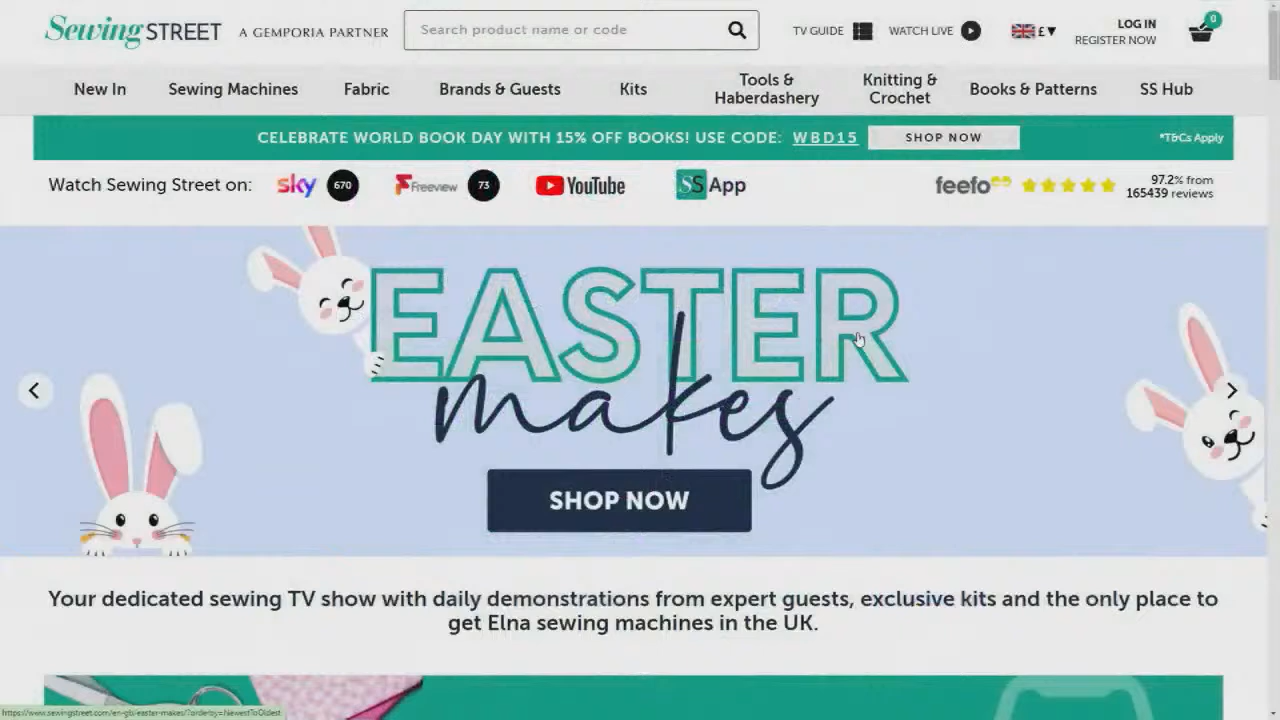 Sewing STREET A GEMPORIA PARTNER
Search product name or code
TV GUIDE WATCH LIVE £▼
LOG IN
REGISTER NOW
0
New In Sewing Machines Fabric Brands & Guests Kits Tools & Haberdashery Knitting & Crochet Books & Patterns SS Hub
CELEBRATE WORLD BOOK DAY WITH 15% OFF BOOKS! USE CODE: WBD15 SHOP NOW *T&Cs Apply
Watch Sewing Street on: sky 670 Freeview 73 YouTube SS App feefo 97.2% from
165439 reviews
EASTER
makes
SHOP NOW
Your dedicated sewing TV show with daily demonstrations from expert guests, exclusive kits and the only place to
get Elna sewing machines in the UK.
https://www.sewingstreet.com/en-gb/easter-makes/?orderby=NewestToOldest